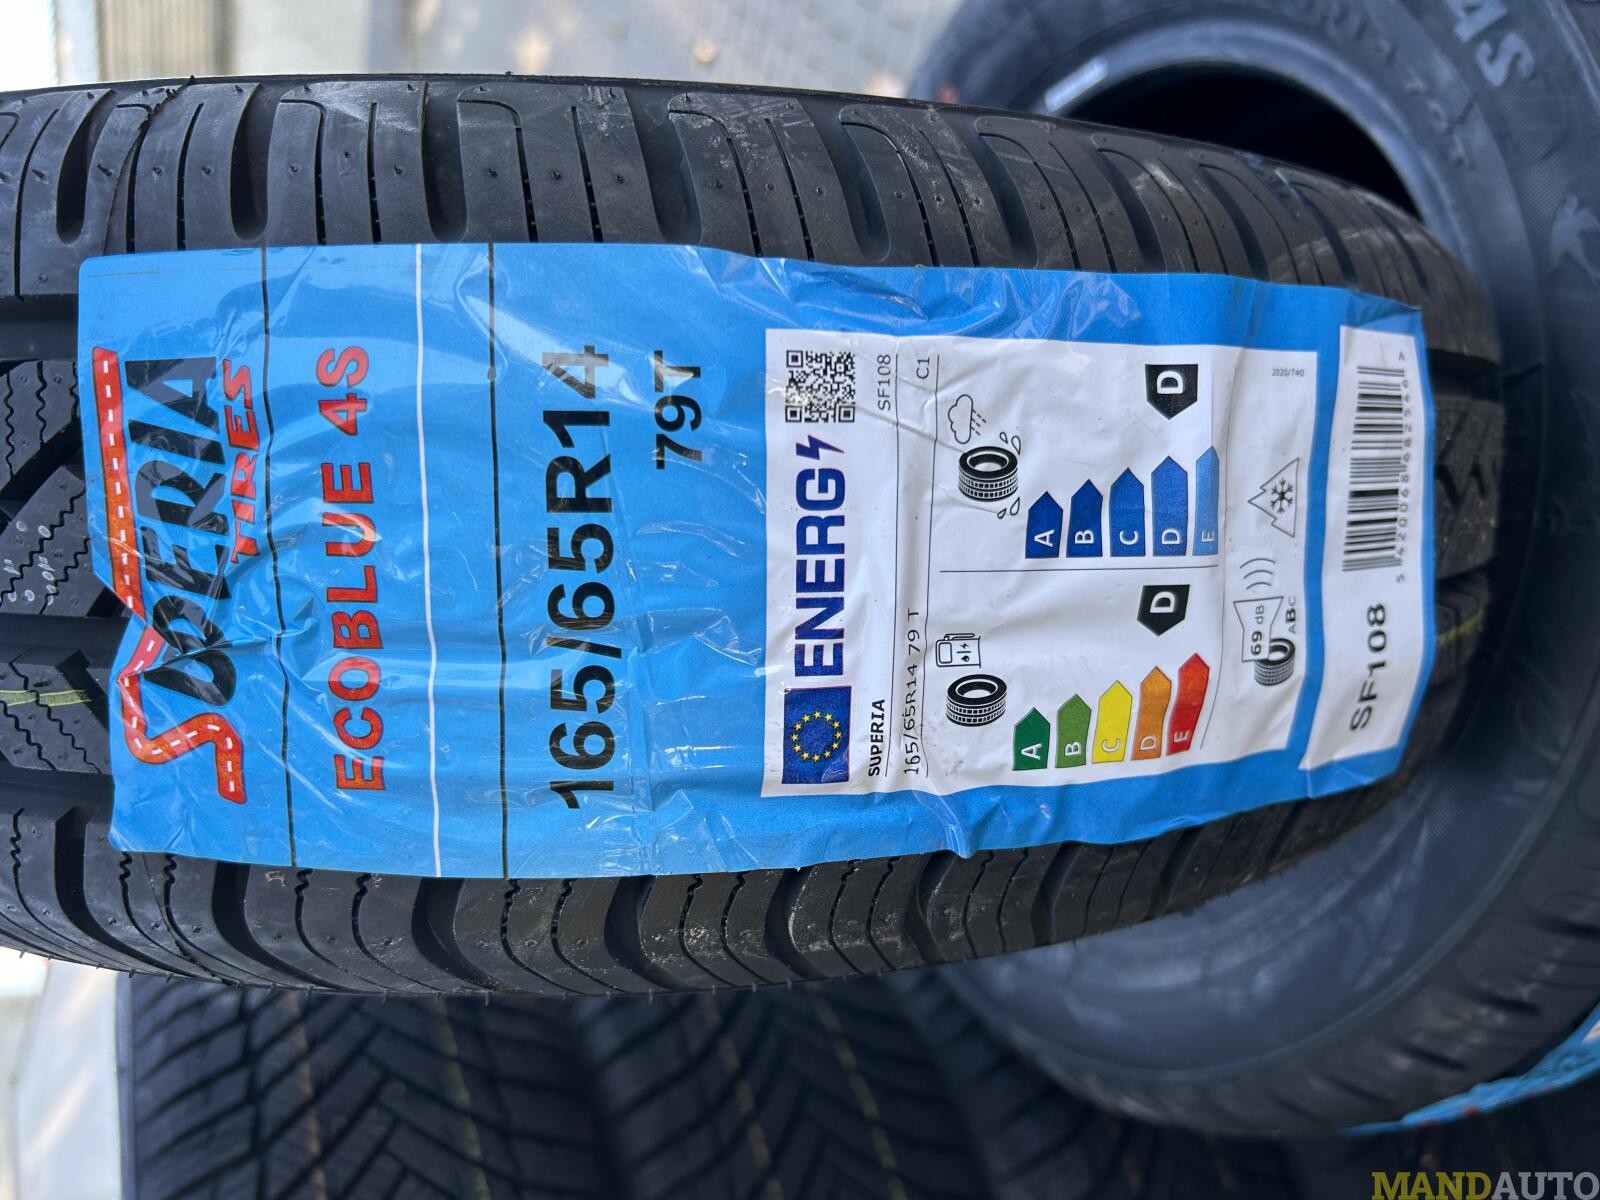 SUPERIA
TIRES
ECOBLUE 4S
165/65R14
79T
ENERG
SUPERIA
SF108
165/65R14 79 T
C1
A
B
C
D
E
D
A
B
C
D
E
D
69 dB
ABC
2020/740
SF108
4S
MANDAUTO